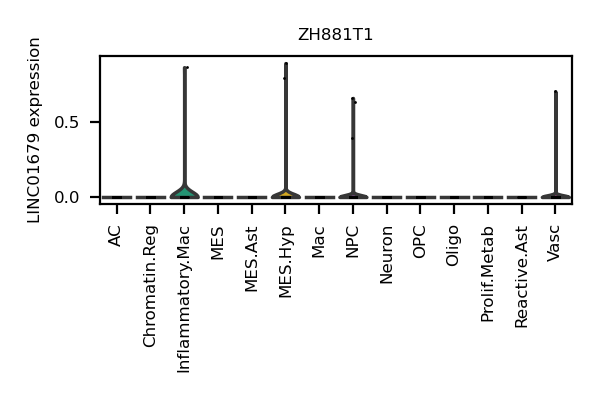 ZH881T1
LINC01679 expression
0.5
0.0
AC
Chromatin.Reg
Inflammatory.Mac
MES
MES.Ast
MES.Hyp
Mac
NPC
Neuron
OPC
Oligo
Prolif.Metab
Reactive.Ast
Vasc